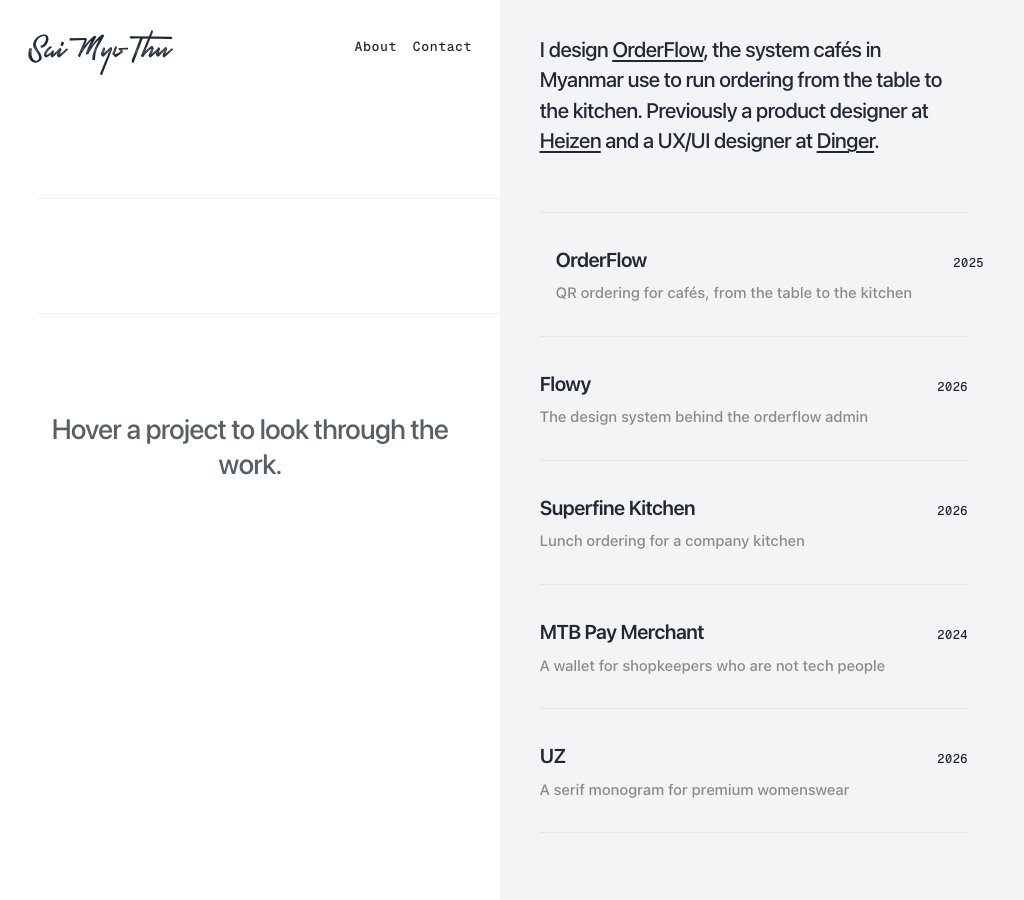 Sai Myo Thu
About Contact
Hover a project to look through the
work.
I design OrderFlow, the system cafés in
Myanmar use to run ordering from the table to
the kitchen. Previously a product designer at
Heizen and a UX/UI designer at Dinger.
OrderFlow 2025
QR ordering for cafés, from the table to the kitchen
Flowy 2026
The design system behind the orderflow admin
Superfine Kitchen 2026
Lunch ordering for a company kitchen
MTB Pay Merchant 2024
A wallet for shopkeepers who are not tech people
UZ 2026
A serif monogram for premium womenswear